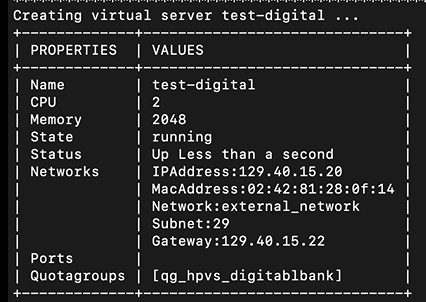 Creating virtual server test-digital ...
+------------+----------------------------+
| PROPERTIES | VALUES                     |
+------------+----------------------------+
| Name       | test-digital               |
| CPU        | 2                          |
| Memory     | 2048                       |
| State      | running                    |
| Status     | Up Less than a second      |
| Networks   | IPAddress:129.40.15.20     |
|            | MacAddress:02:42:81:28:0f:14 |
|            | Network:external_network   |
|            | Subnet:29                  |
|            | Gateway:129.40.15.22       |
| Ports      |                            |
| Quotagroups | [qg_hpvs_digitablbank]    |
+------------+----------------------------+